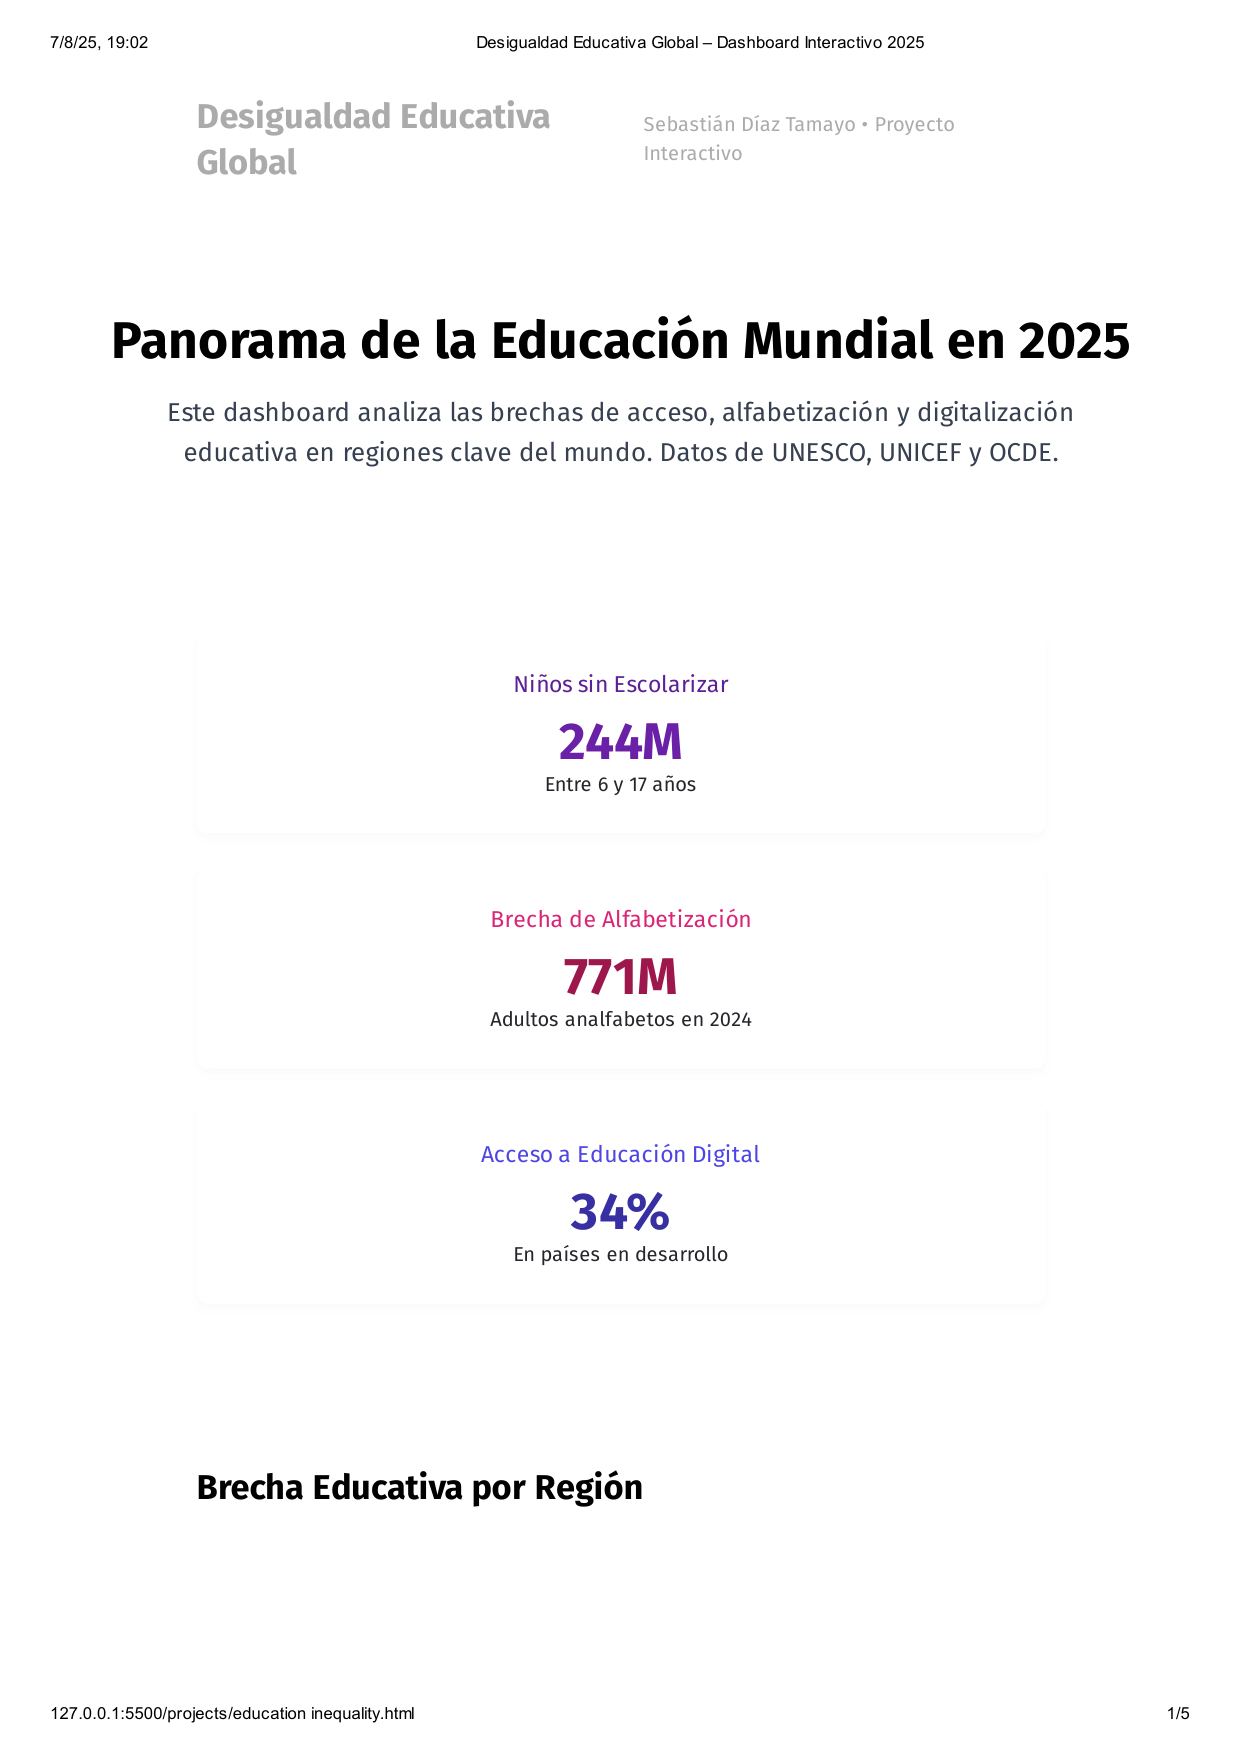 7/8/25, 19:02
Desigualdad Educativa Global – Dashboard Interactivo 2025
Desigualdad Educativa
Global
Sebastián Díaz Tamayo • Proyecto
Interactivo
Panorama de la Educación Mundial en 2025
Este dashboard analiza las brechas de acceso, alfabetización y digitalización
educativa en regiones clave del mundo. Datos de UNESCO, UNICEF y OCDE.
Niños sin Escolarizar
244M
Entre 6 y 17 años
Brecha de Alfabetización
771M
Adultos analfabetos en 2024
Acceso a Educación Digital
34%
En países en desarrollo
Brecha Educativa por Región
127.0.0.1:5500/projects/education inequality.html
1/5